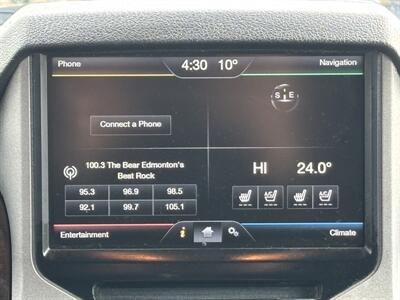 Phone 4:30 10° Navigation
S E
Connect a Phone
100.3 The Bear Edmonton's
Best Rock
HI 24.0°
95.3 96.9 98.5
92.1 99.7 105.1
Entertainment i Climate